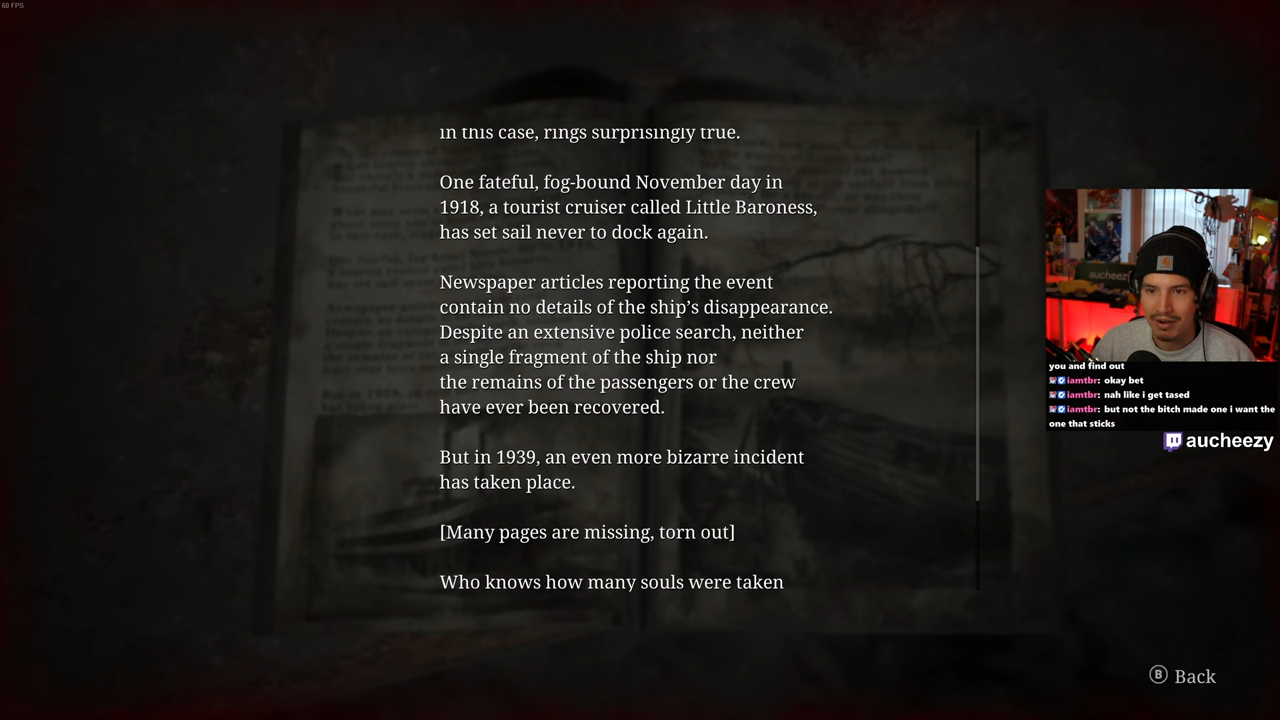 60 FPS
in this case, rings surprisingly true.
One fateful, fog-bound November day in
1918, a tourist cruiser called Little Baroness,
has set sail never to dock again.
Newspaper articles reporting the event
contain no details of the ship's disappearance.
Despite an extensive police search, neither
a single fragment of the ship nor
the remains of the passengers or the crew
have ever been recovered.
But in 1939, an even more bizarre incident
has taken place.
[Many pages are missing, torn out]
Who knows how many souls were taken
aucheezy
you and find out
iamtbr: okay bet
iamtbr: nah like i get tased
iamtbr: but not the bitch made one i want the
one that sticks
aucheezy
B Back